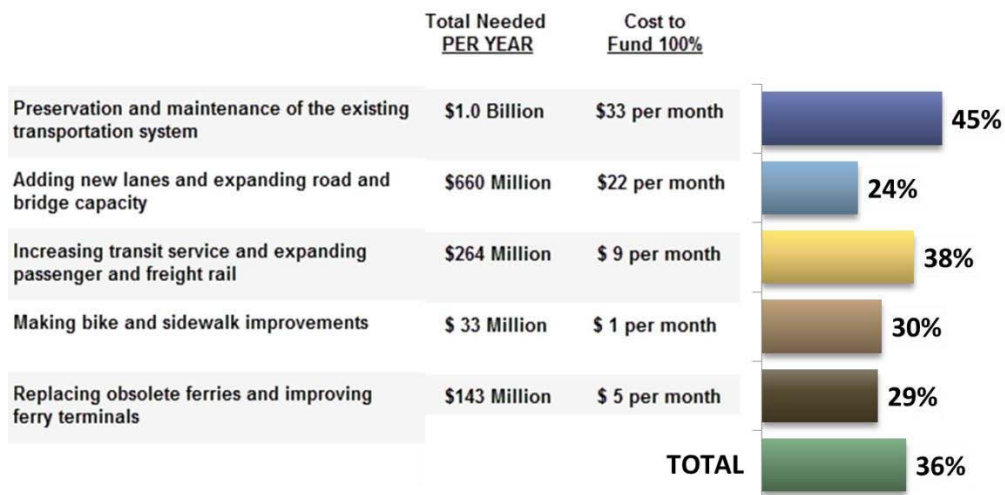 Total Needed Cost to
PER YEAR Fund 100%
Preservation and maintenance of the existing
transportation system
$1.0 Billion $33 per month 45%
Adding new lanes and expanding road and
bridge capacity
$660 Million $22 per month 24%
Increasing transit service and expanding
passenger and freight rail
$264 Million $ 9 per month 38%
Making bike and sidewalk improvements $ 33 Million $ 1 per month 30%
Replacing obsolete ferries and improving
ferry terminals
$143 Million $ 5 per month 29%
TOTAL 36%